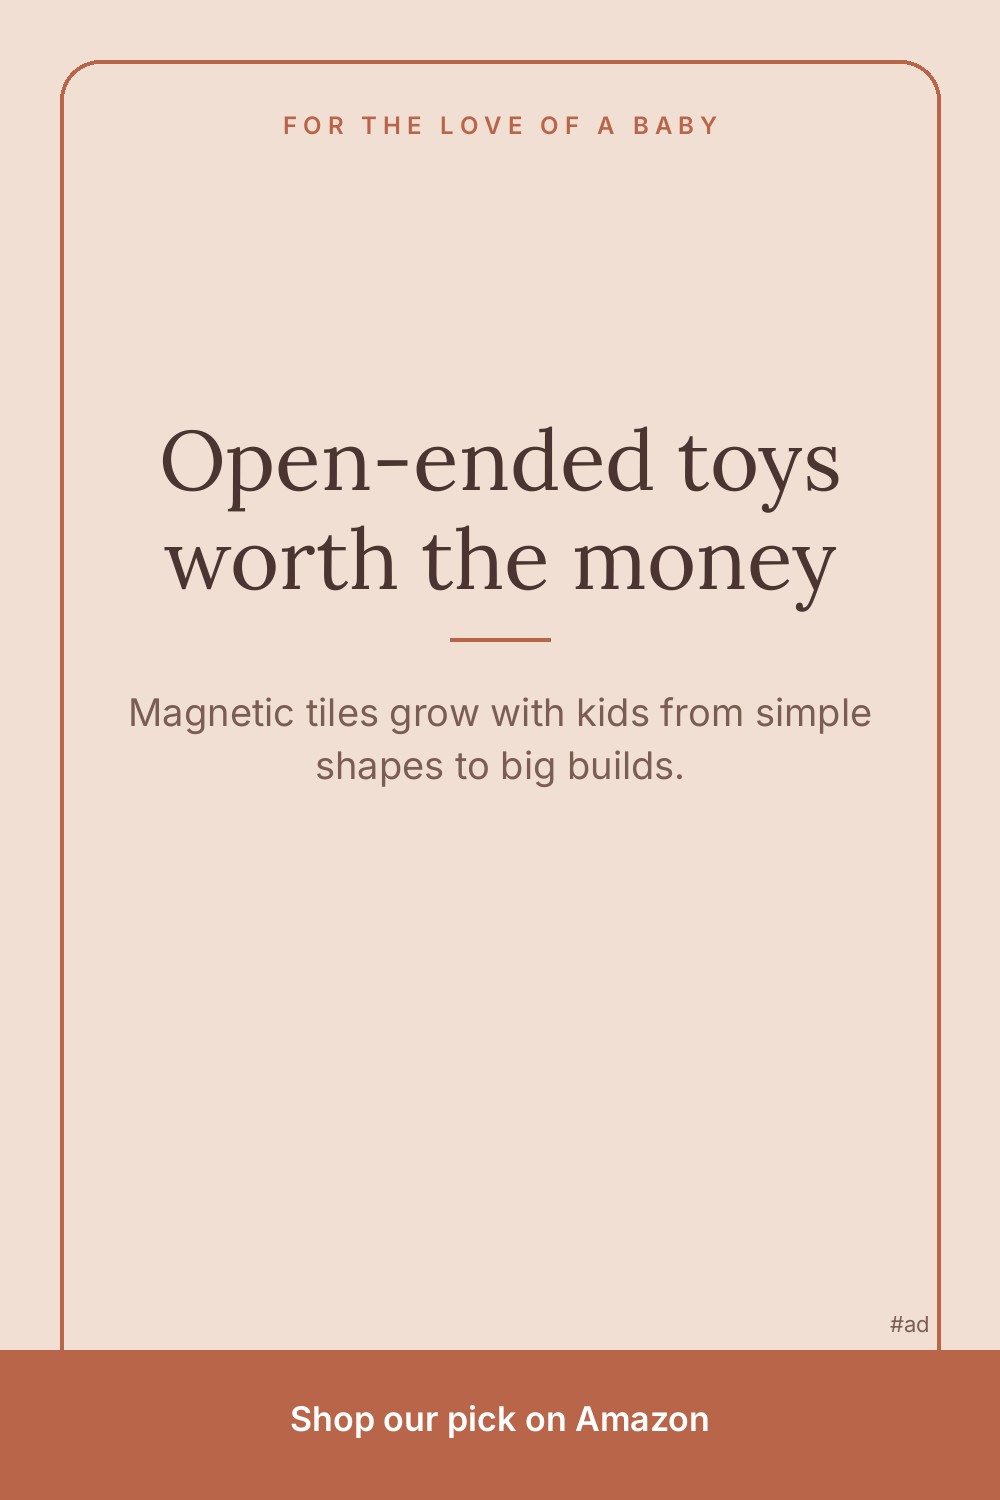 FOR THE LOVE OF A BABY
Open-ended toys
worth the money
Magnetic tiles grow with kids from simple
shapes to big builds.
#ad
Shop our pick on Amazon